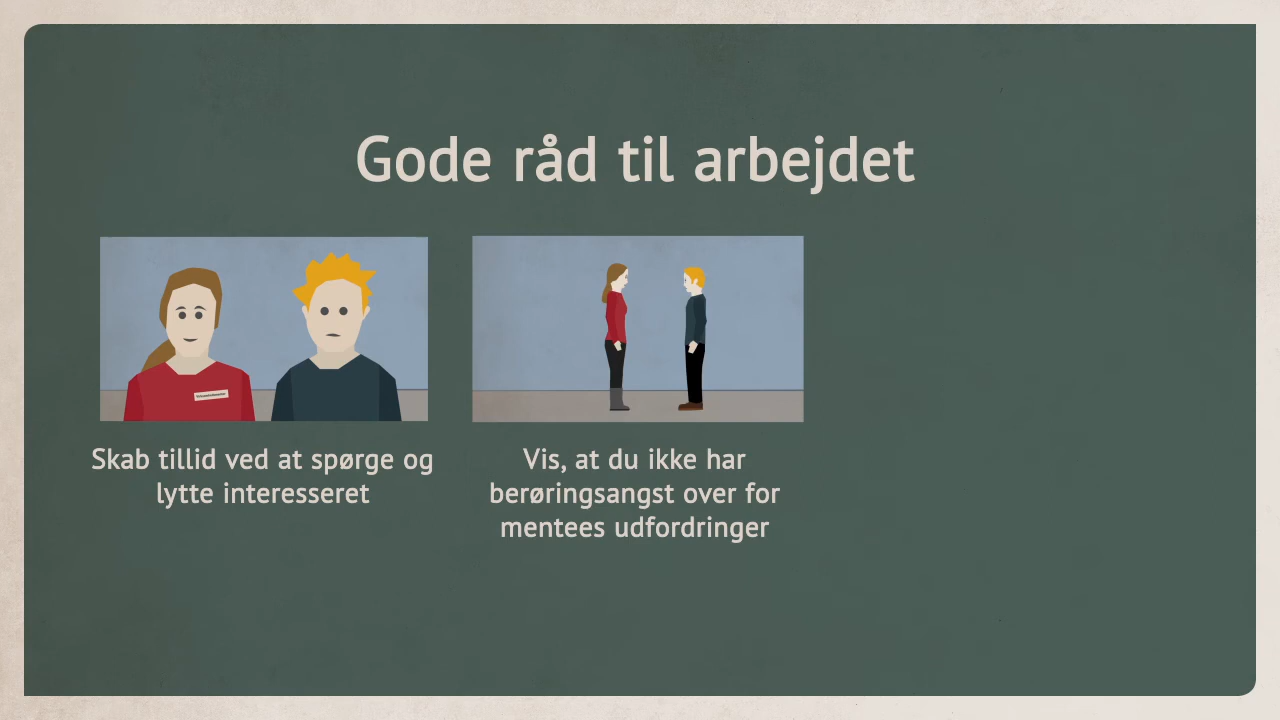 Gode råd til arbejdet
Skab tillid ved at spørge og
lytte interesseret
Vis, at du ikke har
berøringsangst over for
mentees udfordringer